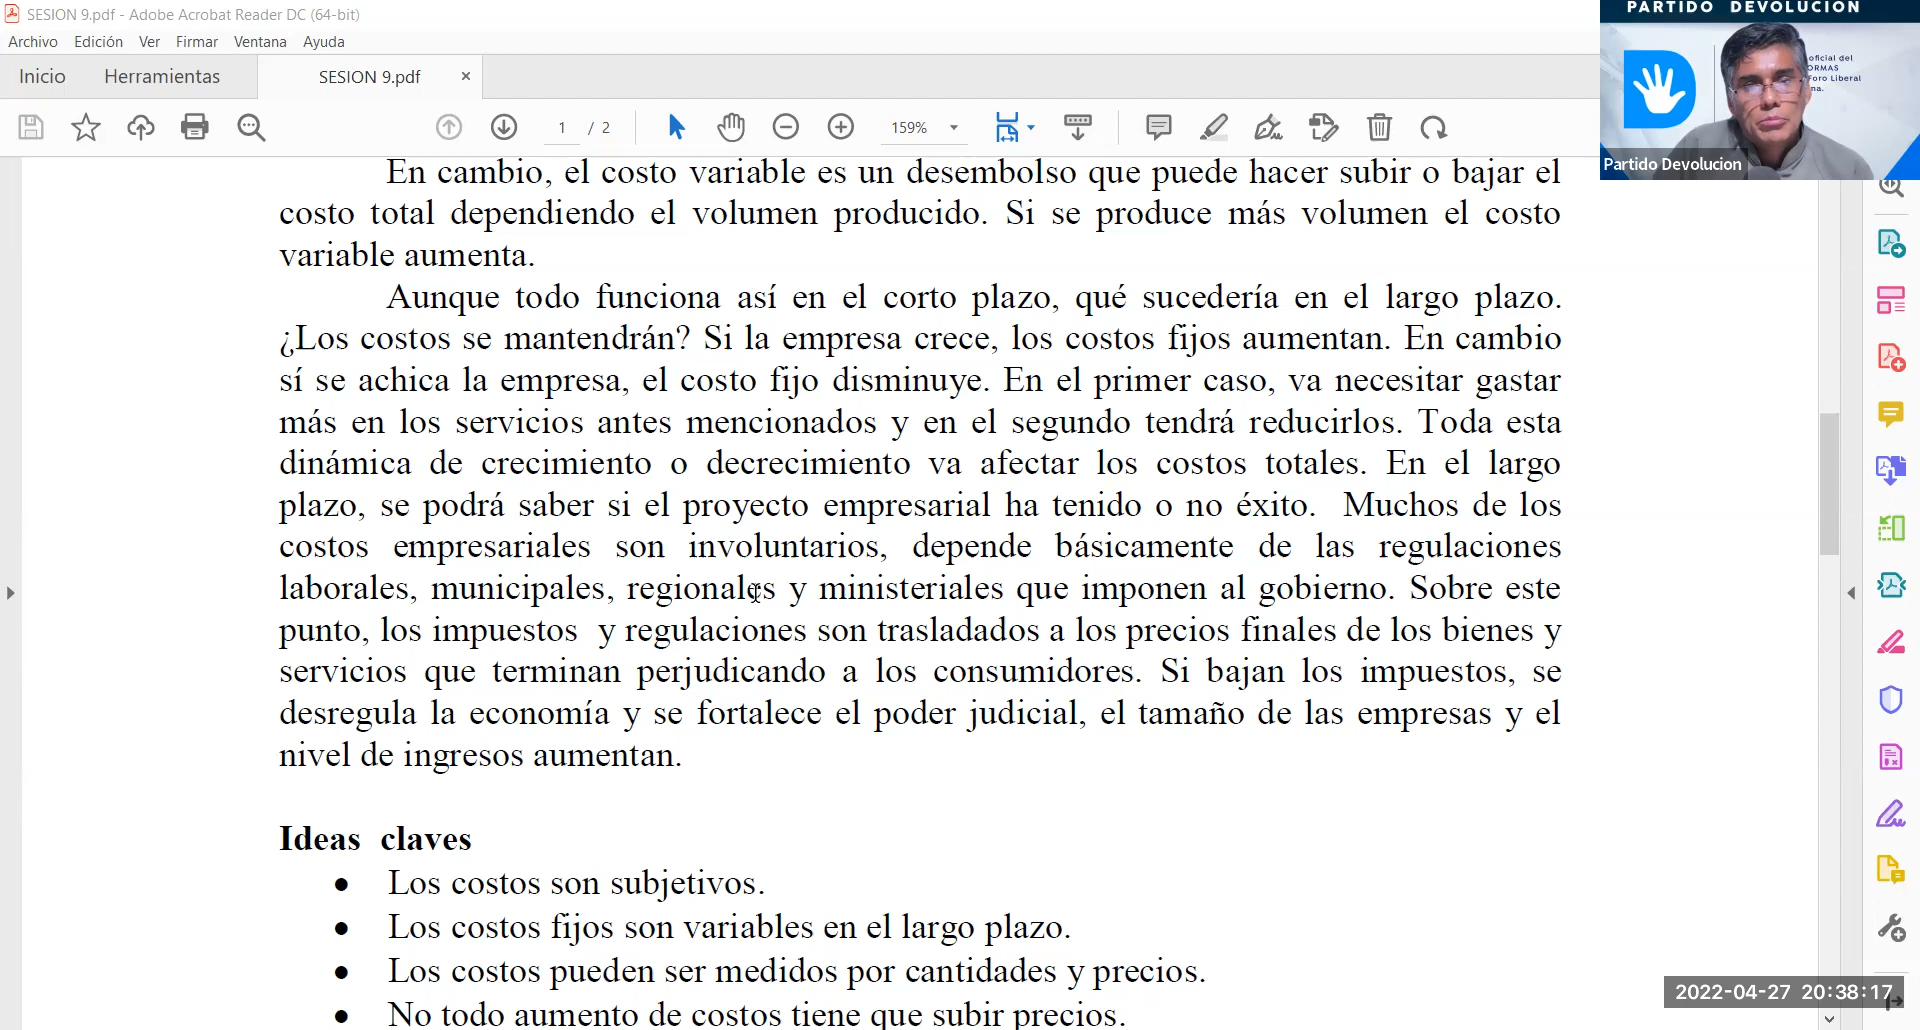 SESION 9.pdf - Adobe Acrobat Reader DC (64-bit)
Archivo Edición Ver Firmar Ventana Ayuda
Inicio Herramientas SESION 9.pdf ×
1 / 2 159%
PARTIDO DEVOLUCION
oficial del
ORMAS
Foro Liberal
na.
Partido Devolucion
En cambio, el costo variable es un desembolso que puede hacer subir o bajar el
costo total dependiendo el volumen producido. Si se produce más volumen el costo
variable aumenta.
Aunque todo funciona así en el corto plazo, qué sucedería en el largo plazo.
¿Los costos se mantendrán? Si la empresa crece, los costos fijos aumentan. En cambio
sí se achica la empresa, el costo fijo disminuye. En el primer caso, va necesitar gastar
más en los servicios antes mencionados y en el segundo tendrá reducirlos. Toda esta
dinámica de crecimiento o decrecimiento va afectar los costos totales. En el largo
plazo, se podrá saber si el proyecto empresarial ha tenido o no éxito. Muchos de los
costos empresariales son involuntarios, depende básicamente de las regulaciones
laborales, municipales, regionales y ministeriales que imponen al gobierno. Sobre este
punto, los impuestos y regulaciones son trasladados a los precios finales de los bienes y
servicios que terminan perjudicando a los consumidores. Si bajan los impuestos, se
desregula la economía y se fortalece el poder judicial, el tamaño de las empresas y el
nivel de ingresos aumentan.
Ideas claves
• Los costos son subjetivos.
• Los costos fijos son variables en el largo plazo.
• Los costos pueden ser medidos por cantidades y precios.
• No todo aumento de costos tiene que subir precios.
2022-04-27 20:38:17